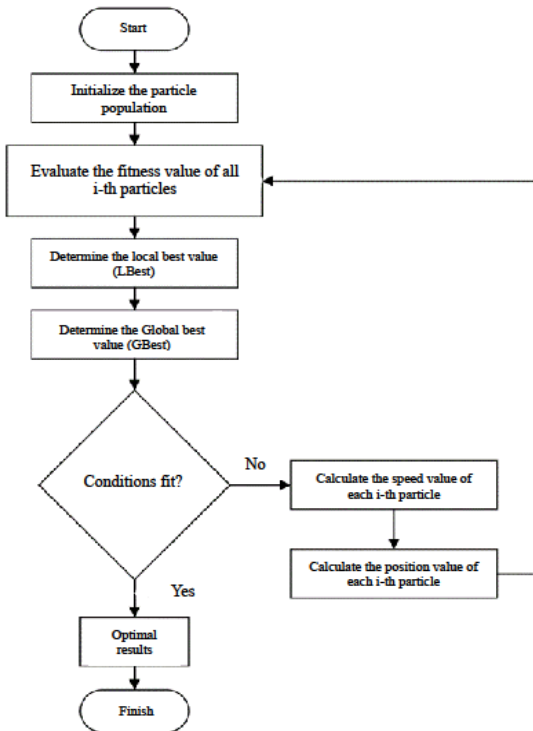 Start
Initialize the particle
population
Evaluate the fitness value of all
i-th particles
Determine the local best value
(LBest)
Determine the Global best
value (GBest)
Conditions fit?
No
Calculate the speed value of
each i-th particle
Calculate the position value of
each i-th particle
Yes
Optimal
results
Finish